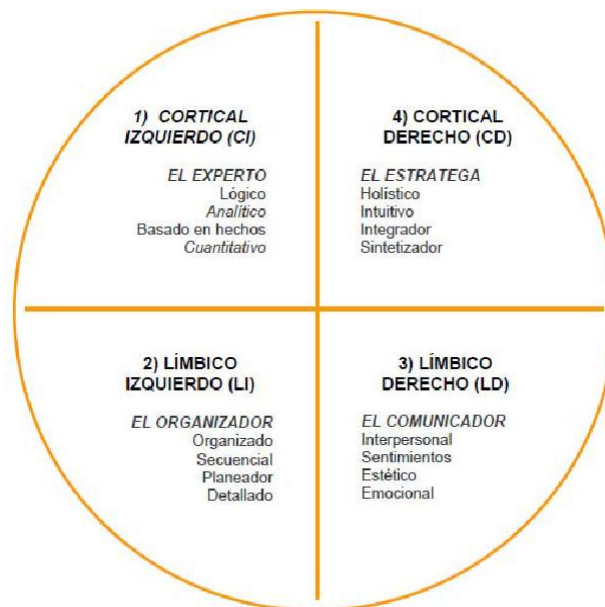 1) CORTICAL
IZQUIERDO (CI)
EL EXPERTO
Lógico
Analítico
Basado en hechos
Cuantitativo
4) CORTICAL
DERECHO (CD)
EL ESTRATEGA
Holístico
Intuitivo
Integrador
Sintetizador
2) LÍMBICO
IZQUIERDO (LI)
EL ORGANIZADOR
Organizado
Secuencial
Planeador
Detallado
3) LÍMBICO
DERECHO (LD)
EL COMUNICADOR
Interpersonal
Sentimientos
Estético
Emocional